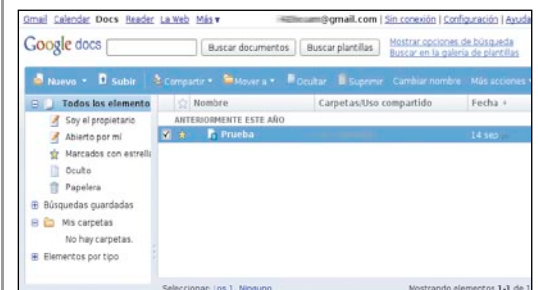 Gmail Calendar Docs Reader La Web Más ▾ @gmail.com | Sin conexión | Configuración | Ayuda
Google docs Buscar documentos Buscar plantillas Mostrar opciones de búsqueda
Buscar en la galería de plantillas
Nuevo Subir Compartir Mover a Ocultar Suprimir Cambiar nombre Más acciones
Todos los elemento Nombre Carpetas/Uso compartido Fecha
Soy el propietario ANTERIORMENTE ESTE AÑO
Abierto por mí Prueba 14 sep
Marcados con estrella
Oculto
Papelera
Búsquedas guardadas
Mis carpetas
No hay carpetas.
Elementos por tipo
Seleccionar: Los 1, Ninguno Mostrando elementos 1-1 de 1